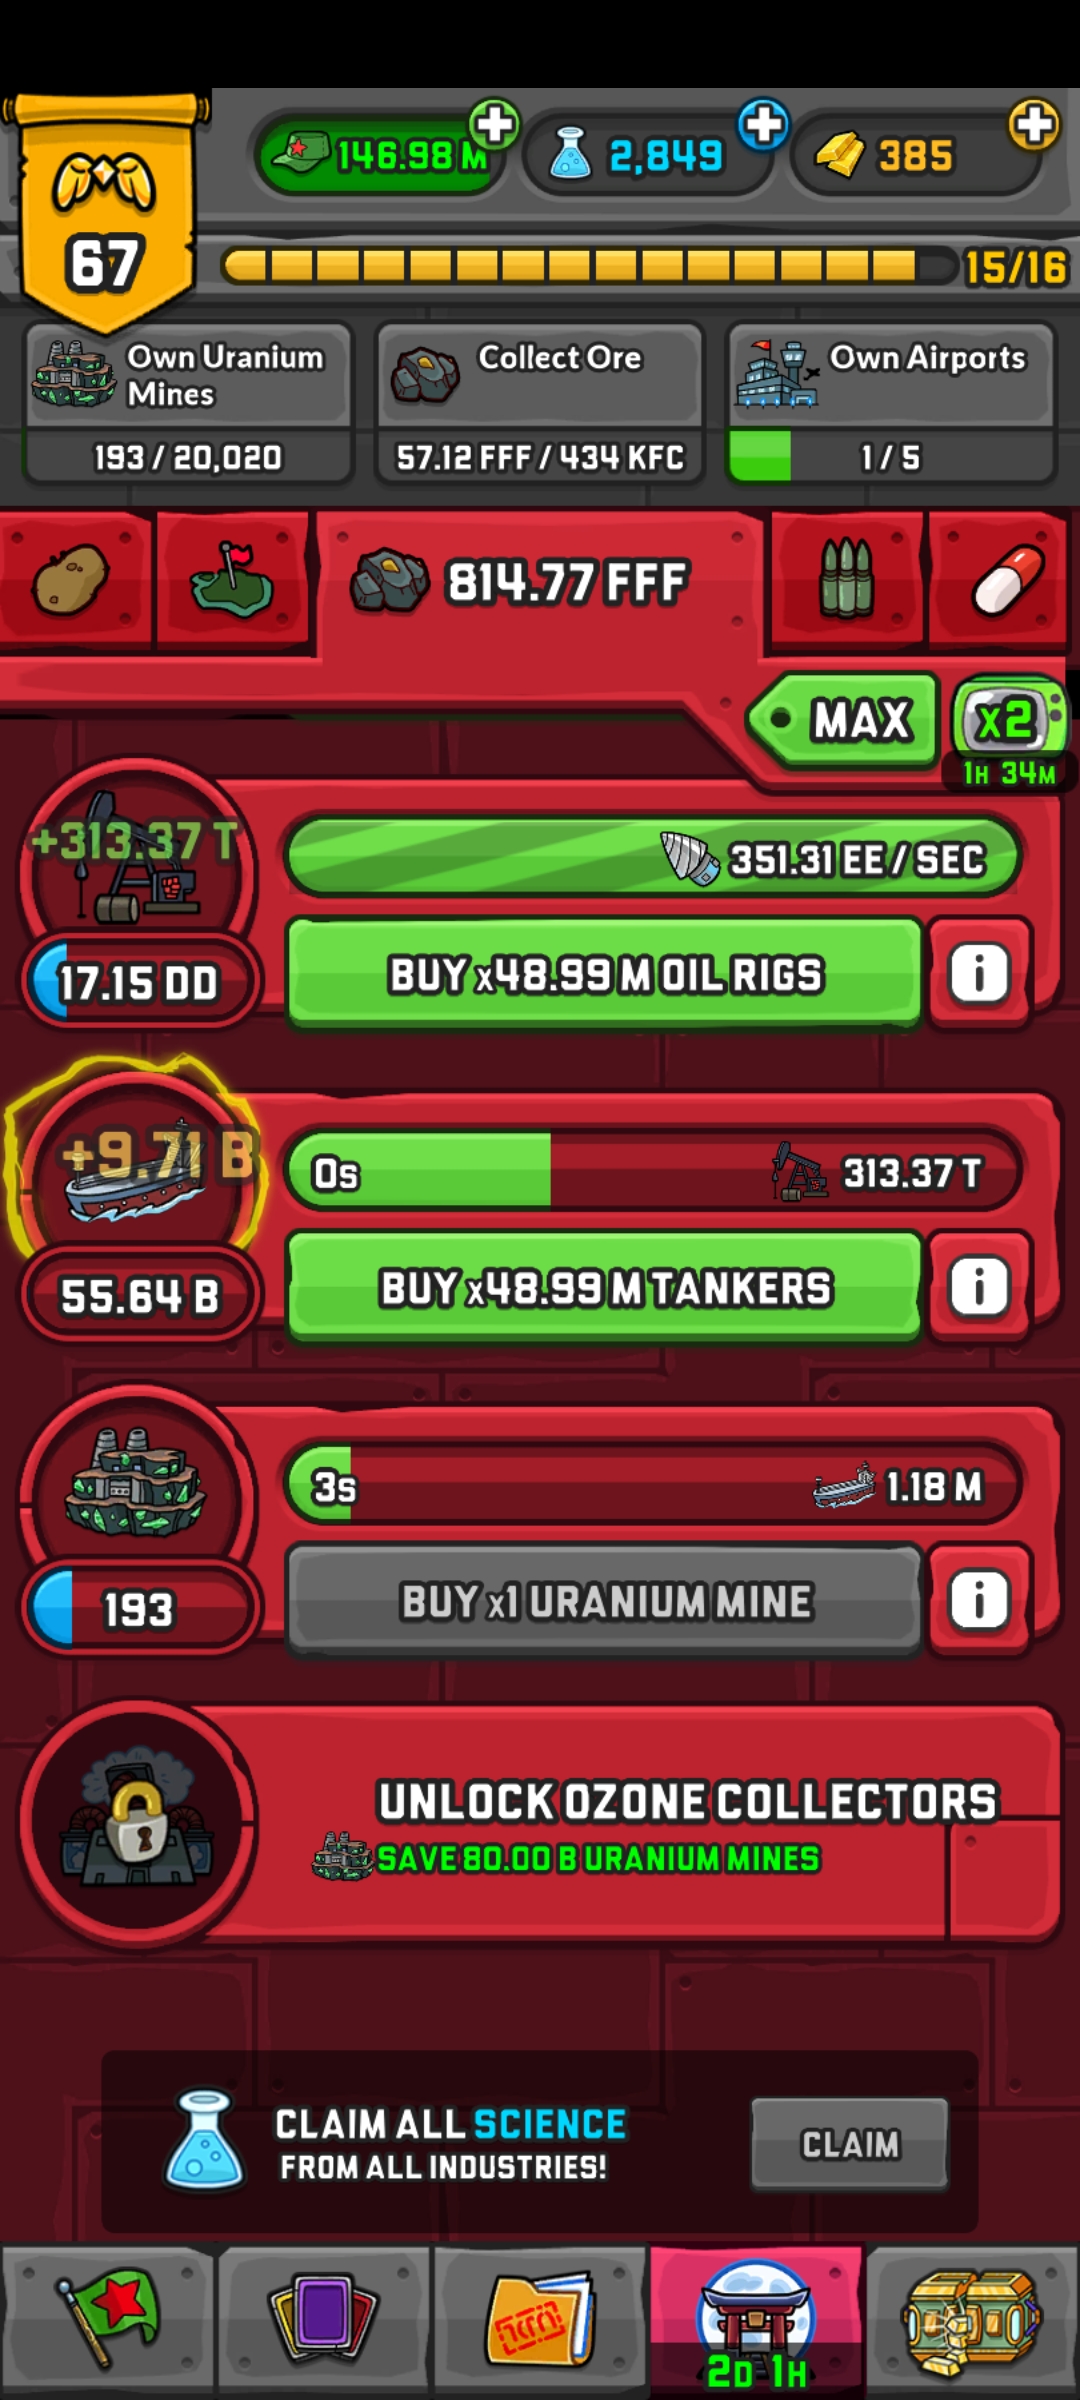 146.98 M
2,849
385
67
15/16
Own Uranium
Mines
193 / 20,020
Collect Ore
57.12 FFF / 434 KFC
Own Airports
1 / 5
814.77 FFF
MAX
x2
1H 34M
+313.37 T
351.31 EE / SEC
17.15 DD
BUY x48.99 M OIL RIGS
i
+9.71 B
0s
313.37 T
55.64 B
BUY x48.99 M TANKERS
i
3s
1.18 M
193
BUY x1 URANIUM MINE
i
UNLOCK OZONE COLLECTORS
SAVE 80.00 B URANIUM MINES
CLAIM ALL SCIENCE
FROM ALL INDUSTRIES!
CLAIM
2D 1H